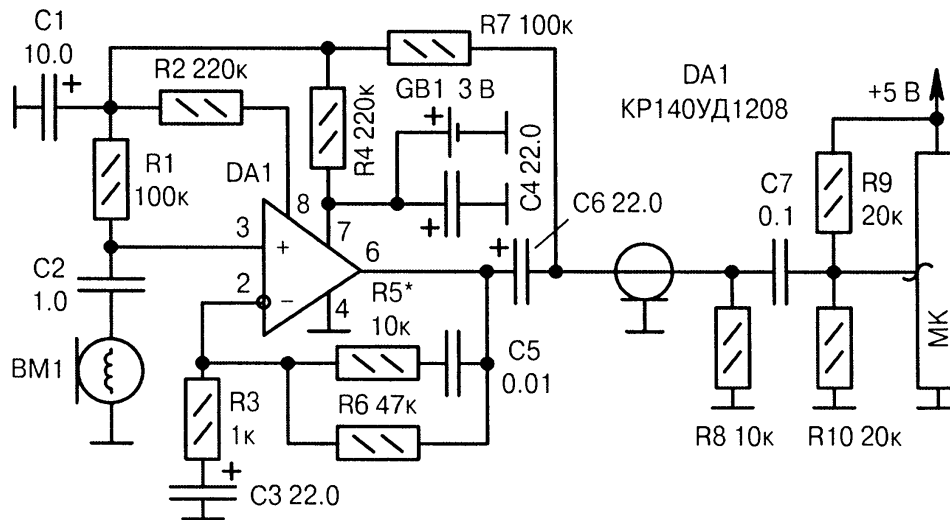 C1
10.0
+
R2 220к
R7 100к
GB1 3 В
+
R4 220к
C4 22.0
+
DA1
КР140УД1208
+5 В
R1
100к
DA1
8
7
3
+
6
2
−
4
C2
1.0
BM1
C6 22.0
+
C7
0.1
R9
20к
R5*
10к
C5
0.01
R6 47к
R3
1к
+
C3 22.0
R8 10к
R10 20к
МК